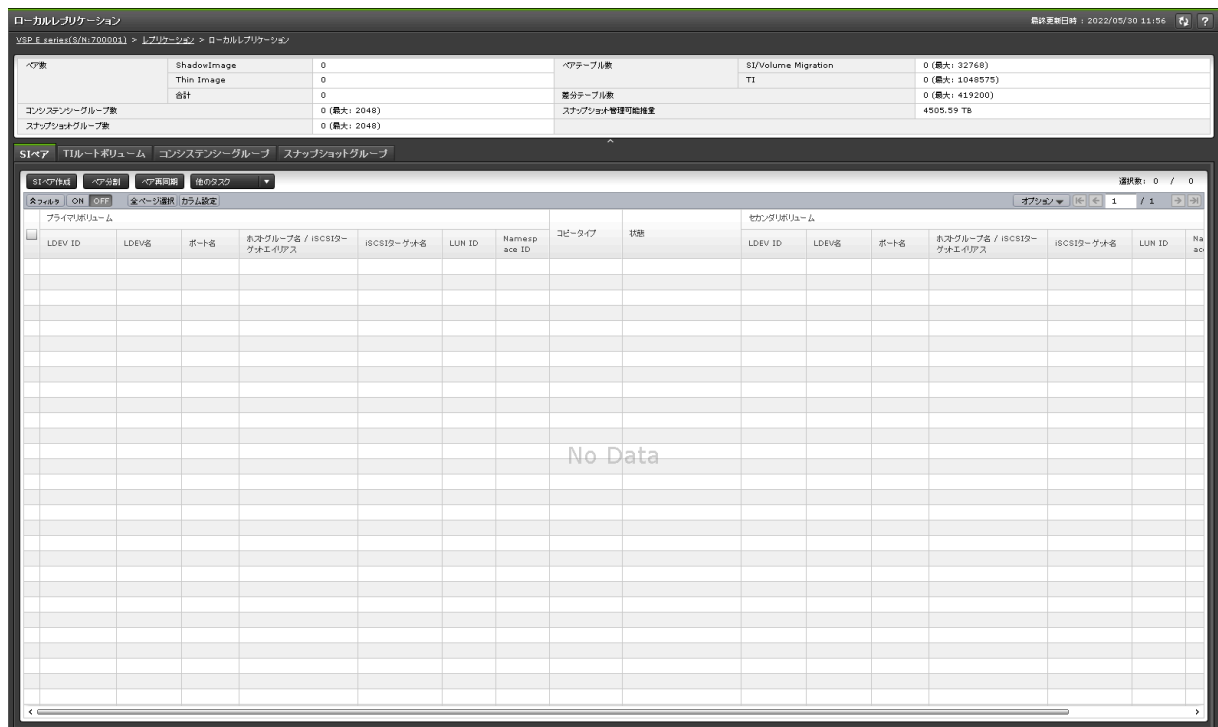 ローカルレプリケーション 最終更新日時 : 2022/05/30 11:56
VSP E series(S/N:700001) > レプリケーション > ローカルレプリケーション
ペア数 ShadowImage 0 ペアテーブル数 SI/Volume Migration 0 (最大: 32768)
Thin Image 0 TI 0 (最大: 1048575)
合計 0 差分テーブル数 0 (最大: 419200)
コンシステンシーグループ数 0 (最大: 2048) スナップショット管理可能推量 4505.59 TB
スナップショットグループ数 0 (最大: 2048)
SIペア TIルートボリューム コンシステンシーグループ スナップショットグループ
SIペア作成 ペア分割 ペア再同期 他のタスク 選択数: 0 / 0
フィルタ ON OFF 全ページ選択 カラム設定 オプション 1 / 1
プライマリボリューム コピータイプ 状態 セカンダリボリューム
LDEV ID LDEV名 ポート名 ホストグループ名 / iSCSIターゲットエイリアス iSCSIターゲット名 LUN ID Namespace ID LDEV ID LDEV名 ポート名 ホストグループ名 / iSCSIターゲットエイリアス iSCSIターゲット名 LUN ID
No Data